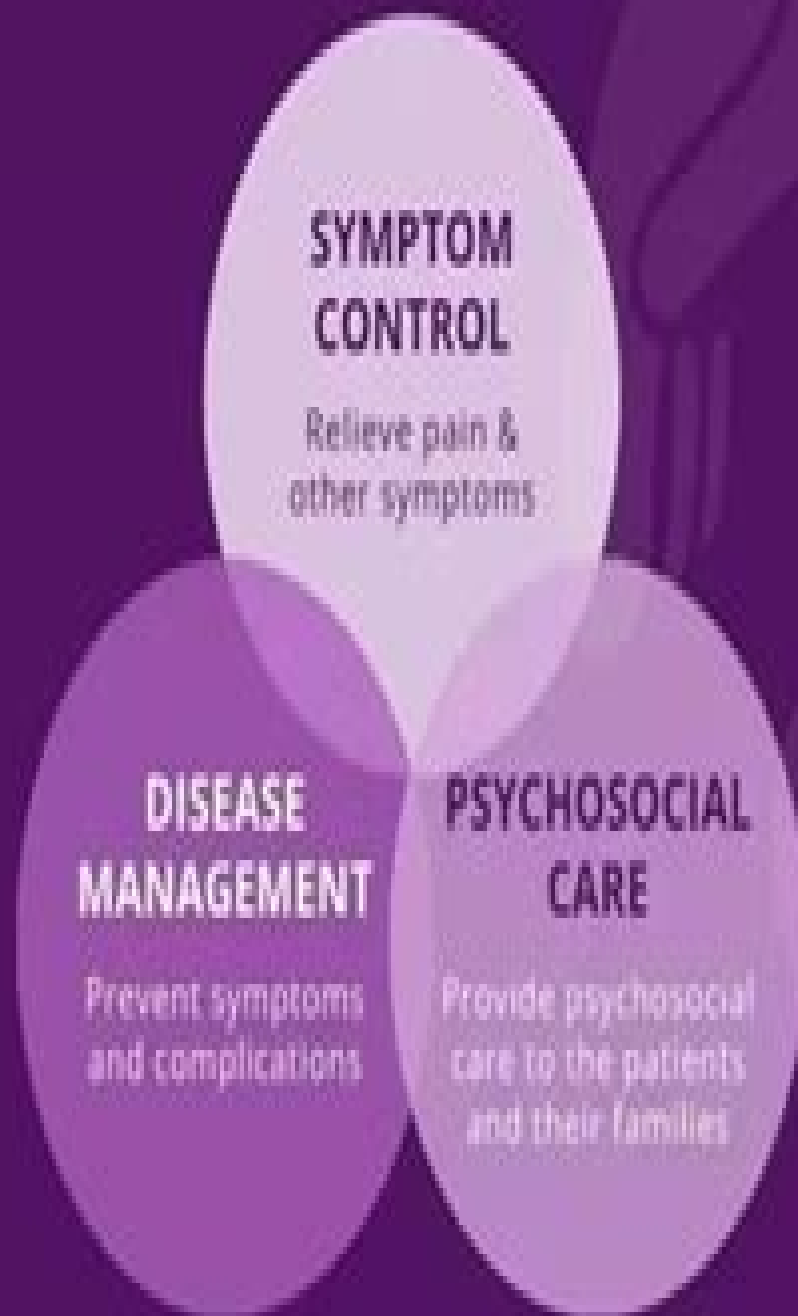 SYMPTOM
CONTROL
Relieve pain &
other symptoms
DISEASE
MANAGEMENT
Prevent symptoms
and complications
PSYCHOSOCIAL
CARE
Provide psychosocial
care to the patients
and their families